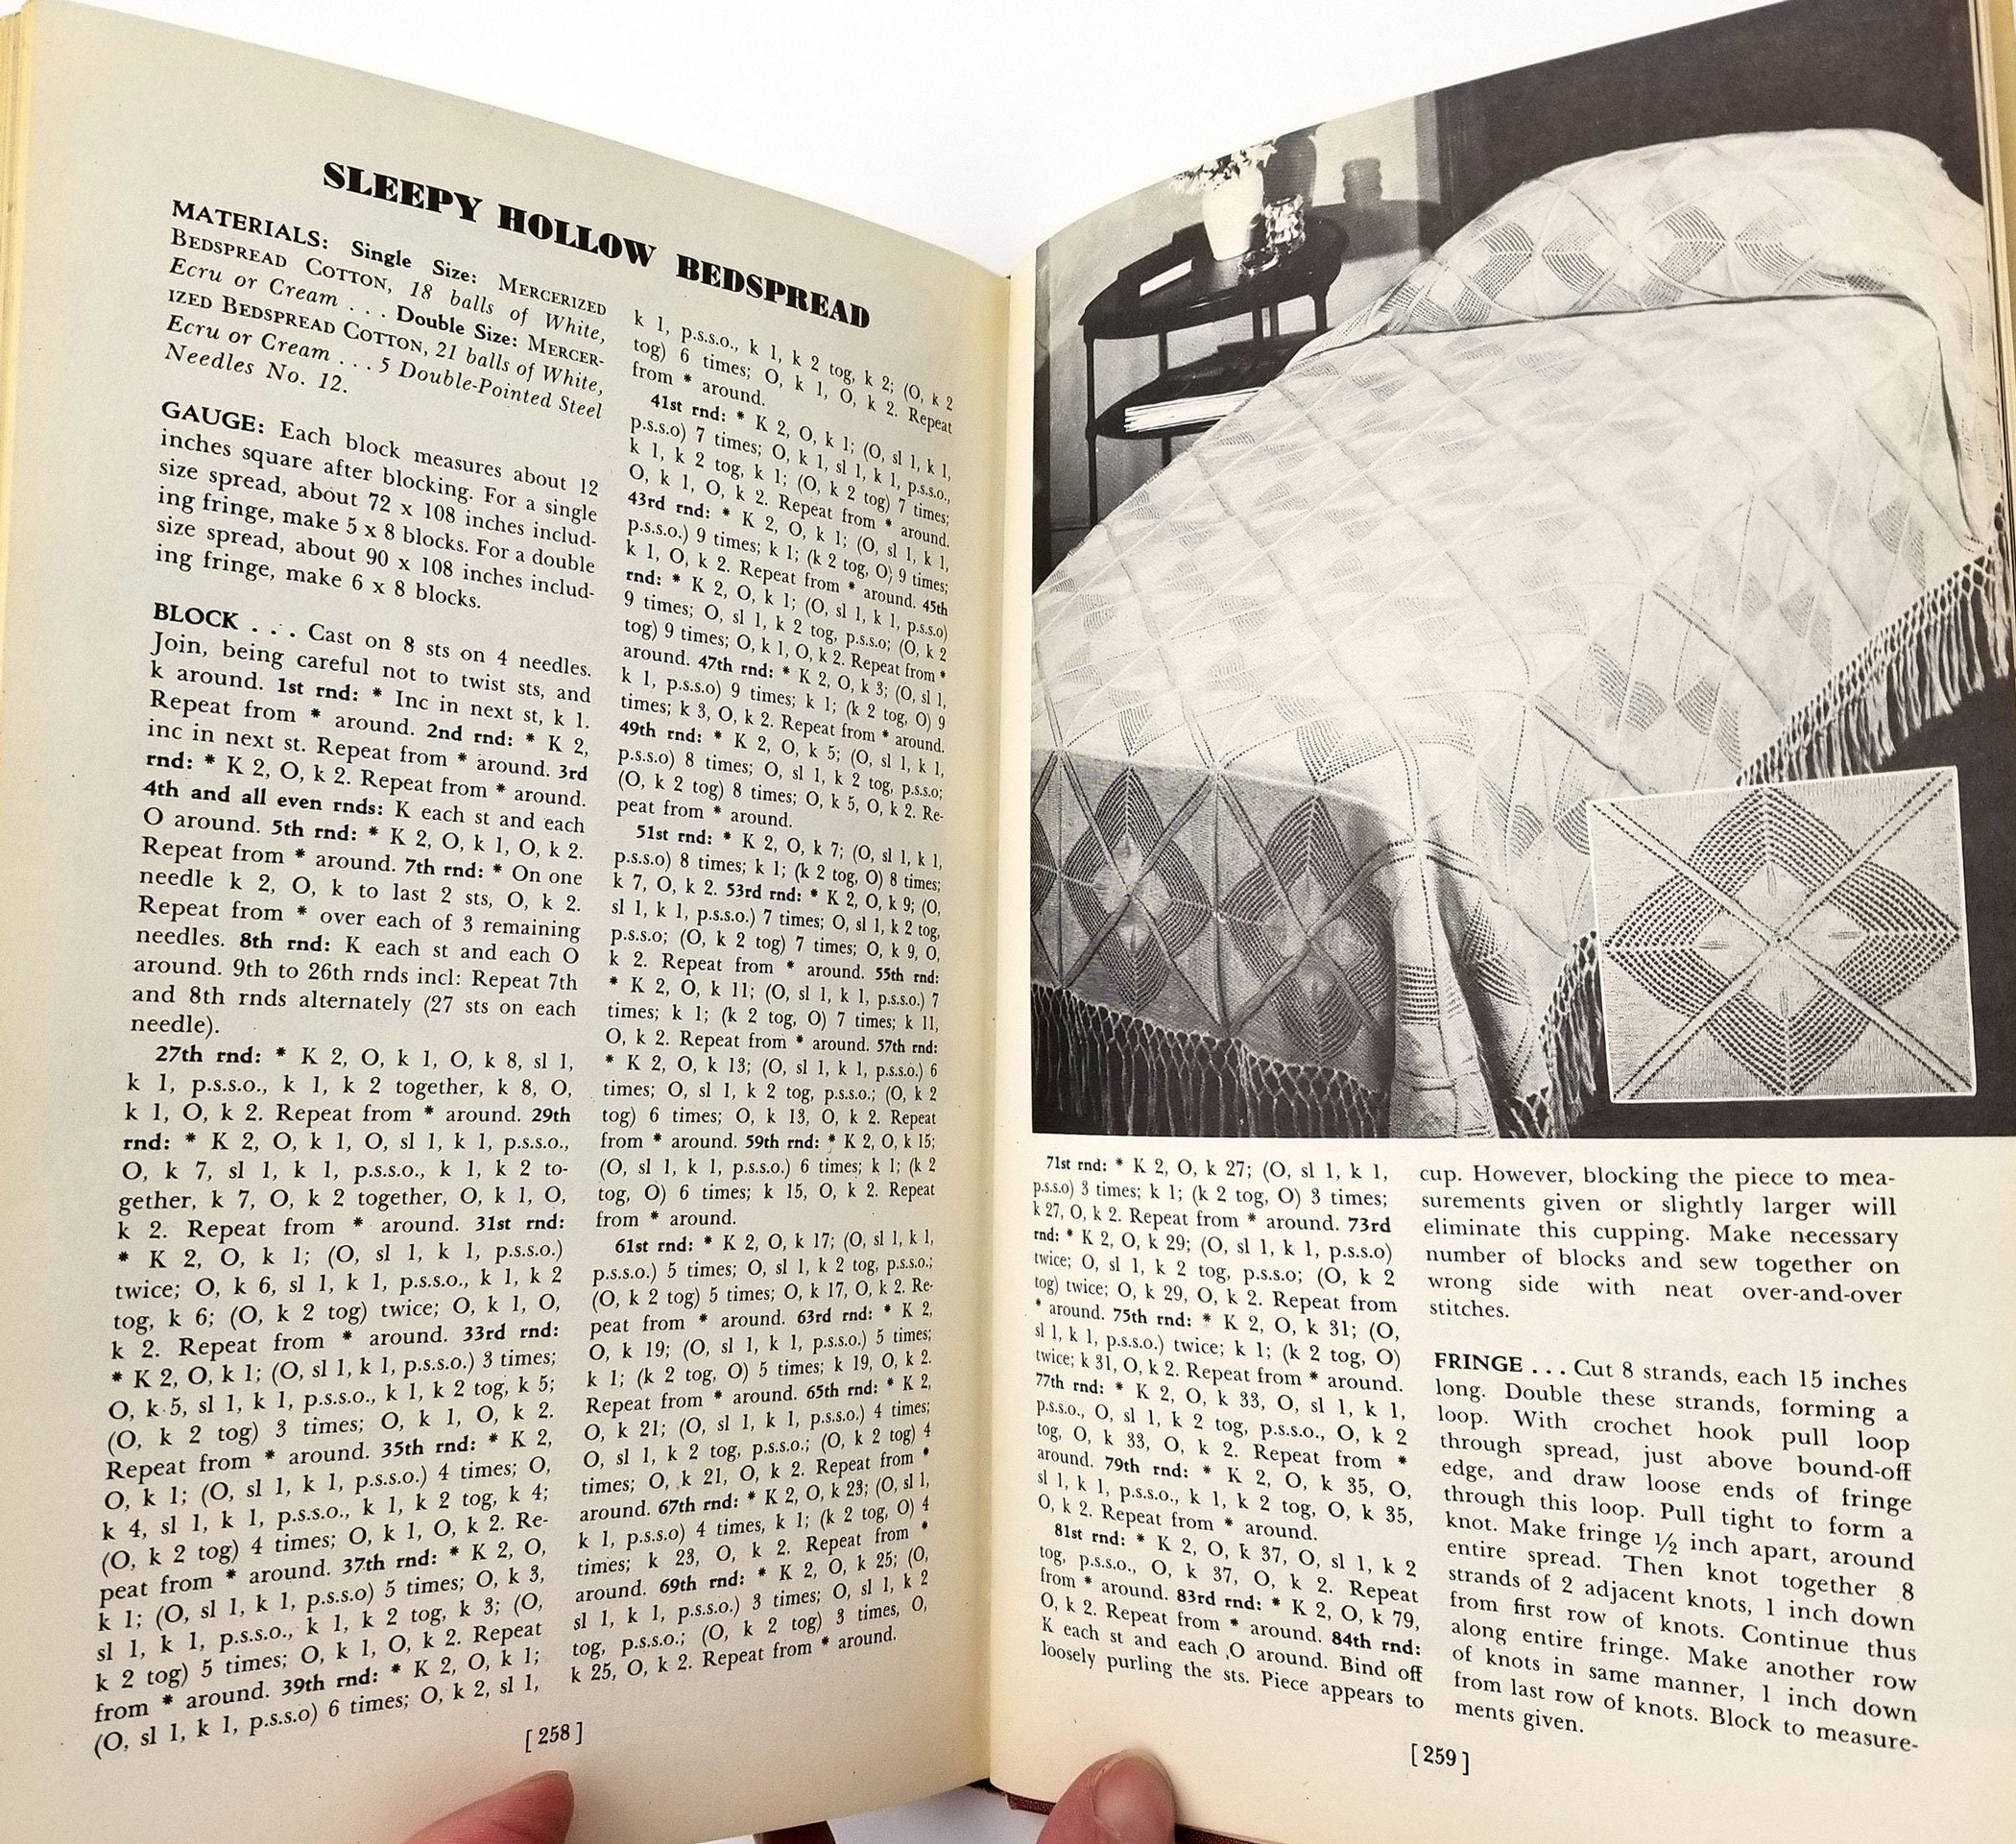 SLEEPY HOLLOW BEDSPREAD
MATERIALS: Single Size: MERCERIZED
BEDSPREAD COTTON, 18 balls of White,
Ecru or Cream . . . Double Size: MERCER-
IZED BEDSPREAD COTTON, 21 balls of White,
Ecru or Cream . . . 5 Double-Pointed Steel
Needles No. 12.
GAUGE: Each block measures about 12
inches square after blocking. For a single
size spread, about 72 x 108 inches includ-
ing fringe, make 5 x 8 blocks. For a double
size spread, about 90 x 108 inches includ-
ing fringe, make 6 x 8 blocks.
BLOCK . . . Cast on 8 sts on 4 needles.
Join, being careful not to twist sts, and
k around. 1st rnd: * Inc in next st, k 1.
Repeat from * around. 2nd rnd: * K 2,
inc in next st. Repeat from * around. 3rd
rnd: * K 2, O, k 2. Repeat from * around.
4th and all even rnds: K each st and each
O around. 5th rnd: * K 2, O, k 1, O, k 2.
Repeat from * around. 7th rnd: * On one
needle k 2, O, k to last 2 sts, O, k 2.
Repeat from * over each of 3 remaining
needles. 8th rnd: K each st and each O
around. 9th to 26th rnds incl: Repeat 7th
and 8th rnds alternately (27 sts on each
needle).
27th rnd: * K 2, O, k 1, O, k 8, sl 1,
k 1, p.s.s.o., k 1, k 2 together, k 8, O,
k 1, O, k 2. Repeat from * around. 29th
rnd: * K 2, O, k 1, O, sl 1, k 1, p.s.s.o.,
O, k 7, sl 1, k 1, p.s.s.o., k 1, k 2 to-
gether, k 7, O, k 2 together, O, k 1, O,
k 2. Repeat from * around. 31st rnd:
* K 2, O, k 1; (O, sl 1, k 1, p.s.s.o.)
twice; O, k 6, sl 1, k 1, p.s.s.o., k 1, k 2
tog, k 6; (O, k 2 tog) twice; O, k 1, O,
k 2. Repeat from * around. 33rd rnd:
* K 2, O, k 1; (O, sl 1, k 1, p.s.s.o.) 3 times;
O, k 5, sl 1, k 1, p.s.s.o., k 1, k 2 tog, k 5;
(O, k 2 tog) 3 times; O, k 1, O, k 2.
Repeat from * around. 35th rnd: * K 2,
O, k 1; (O, sl 1, k 1, p.s.s.o.) 4 times; O,
k 4, sl 1, k 1, p.s.s.o., k 1, k 2 tog, k 4;
(O, k 2 tog) 4 times; O, k 1, O, k 2. Re-
peat from * around. 37th rnd: * K 2, O,
k 1; (O, sl 1, k 1, p.s.s.o) 5 times; O, k 3,
sl 1, k 1, p.s.s.o., k 1, k 2 tog, k 3; (O,
k 2 tog) 5 times; O, k 1, O, k 2. Repeat
from * around. 39th rnd: * K 2, O, k 1;
(O, sl 1, k 1, p.s.s.o) 6 times; O, k 2, sl 1,
k 1, p.s.s.o., k 1, k 2 tog, k 2; (O, k 2
tog) 6 times; O, k 1, O, k 2. Repeat
from * around.
41st rnd: * K 2, O, k 1; (O, sl 1, k 1,
p.s.s.o) 7 times; O, k 1, sl 1, k 1, p.s.s.o.,
k 1, k 2 tog, k 1; (O, k 2 tog) 7 times;
O, k 1, O, k 2. Repeat from * around.
43rd rnd: * K 2, O, k 1; (O, sl 1, k 1,
p.s.s.o.) 9 times; k 1; (k 2 tog, O) 9 times;
k 1, O, k 2. Repeat from * around. 45th
rnd: * K 2, O, k 1; (O, sl 1, k 1, p.s.s.o)
9 times; O, sl 1, k 2 tog, p.s.s.o; (O, k 2
tog) 9 times; O, k 1, O, k 2. Repeat from *
around. 47th rnd: * K 2, O, k 3; (O, sl 1,
k 1, p.s.s.o) 9 times; k 1; (k 2 tog, O) 9
times; k 3, O, k 2. Repeat from * around.
49th rnd: * K 2, O, k 5; (O, sl 1, k 1,
p.s.s.o) 8 times; O, sl 1, k 2 tog, p.s.s.o;
(O, k 2 tog) 8 times; O, k 5, O, k 2. Re-
peat from * around.
51st rnd: * K 2, O, k 7; (O, sl 1, k 1,
p.s.s.o) 8 times; k 1; (k 2 tog, O) 8 times;
k 7, O, k 2. 53rd rnd: * K 2, O, k 9; (O,
sl 1, k 1, p.s.s.o.) 7 times; O, sl 1, k 2 tog,
p.s.s.o; (O, k 2 tog) 7 times; O, k 9, O,
k 2. Repeat from * around. 55th rnd:
* K 2, O, k 11; (O, sl 1, k 1, p.s.s.o.) 7
times; k 1; (k 2 tog, O) 7 times; k 11,
O, k 2. Repeat from * around. 57th rnd:
* K 2, O, k 13; (O, sl 1, k 1, p.s.s.o.) 6
times; O, sl 1, k 2 tog, p.s.s.o.; (O, k 2
tog) 6 times; O, k 13, O, k 2. Repeat
from * around. 59th rnd: * K 2, O, k 15;
(O, sl 1, k 1, p.s.s.o.) 6 times; k 1; (k 2
tog, O) 6 times; k 15, O, k 2. Repeat
from * around.
61st rnd: * K 2, O, k 17; (O, sl 1, k 1,
p.s.s.o.) 5 times; O, sl 1, k 2 tog, p.s.s.o.;
(O, k 2 tog) 5 times; O, k 17, O, k 2. Re-
peat from * around. 63rd rnd: * K 2,
O, k 19; (O, sl 1, k 1, p.s.s.o.) 5 times;
k 1; (k 2 tog, O) 5 times; k 19, O, k 2.
Repeat from * around. 65th rnd: * K 2,
O, k 21; (O, sl 1, k 1, p.s.s.o.) 4 times;
O, sl 1, k 2 tog, p.s.s.o.; (O, k 2 tog) 4
times; O, k 21, O, k 2. Repeat from *
around. 67th rnd: * K 2, O, k 23; (O, sl 1,
k 1, p.s.s.o) 4 times, k 1; (k 2 tog, O) 4
times; k 23, O, k 2. Repeat from *
around. 69th rnd: * K 2, O, k 25; (O,
sl 1, k 1, p.s.s.o.) 3 times; O, sl 1, k 2
tog, p.s.s.o.; (O, k 2 tog) 3 times, O,
k 25, O, k 2. Repeat from * around.
[ 258 ]
71st rnd: * K 2, O, k 27; (O, sl 1, k 1,
p.s.s.o) 3 times; k 1; (k 2 tog, O) 3 times;
k 27, O, k 2. Repeat from * around. 73rd
rnd: * K 2, O, k 29; (O, sl 1, k 1, p.s.s.o)
twice; O, sl 1, k 2 tog, p.s.s.o; (O, k 2
tog) twice; O, k 29, O, k 2. Repeat from
* around. 75th rnd: * K 2, O, k 31; (O,
sl 1, k 1, p.s.s.o.) twice; k 1; (k 2 tog, O)
twice; k 31, O, k 2. Repeat from * around.
77th rnd: * K 2, O, k 33, O, sl 1, k 1,
p.s.s.o., O, sl 1, k 2 tog, p.s.s.o., O, k 2
tog, O, k 33, O, k 2. Repeat from *
around. 79th rnd: * K 2, O, k 35, O,
sl 1, k 1, p.s.s.o., k 1, k 2 tog, O, k 35,
O, k 2. Repeat from * around.
81st rnd: * K 2, O, k 37, O, sl 1, k 2
tog, p.s.s.o., O, k 37, O, k 2. Repeat
from * around. 83rd rnd: * K 2, O, k 79,
O, k 2. Repeat from * around. 84th rnd:
K each st and each O around. Bind off
loosely purling the sts. Piece appears to
cup. However, blocking the piece to mea-
surements given or slightly larger will
eliminate this cupping. Make necessary
number of blocks and sew together on
wrong side with neat over-and-over
stitches.
FRINGE . . . Cut 8 strands, each 15 inches
long. Double these strands, forming a
loop. With crochet hook pull loop
through spread, just above bound-off
edge, and draw loose ends of fringe
through this loop. Pull tight to form a
knot. Make fringe ½ inch apart, around
entire spread. Then knot together 8
strands of 2 adjacent knots, 1 inch down
from first row of knots. Continue thus
along entire fringe. Make another row
of knots in same manner, 1 inch down
from last row of knots. Block to measure-
ments given.
[ 259 ]